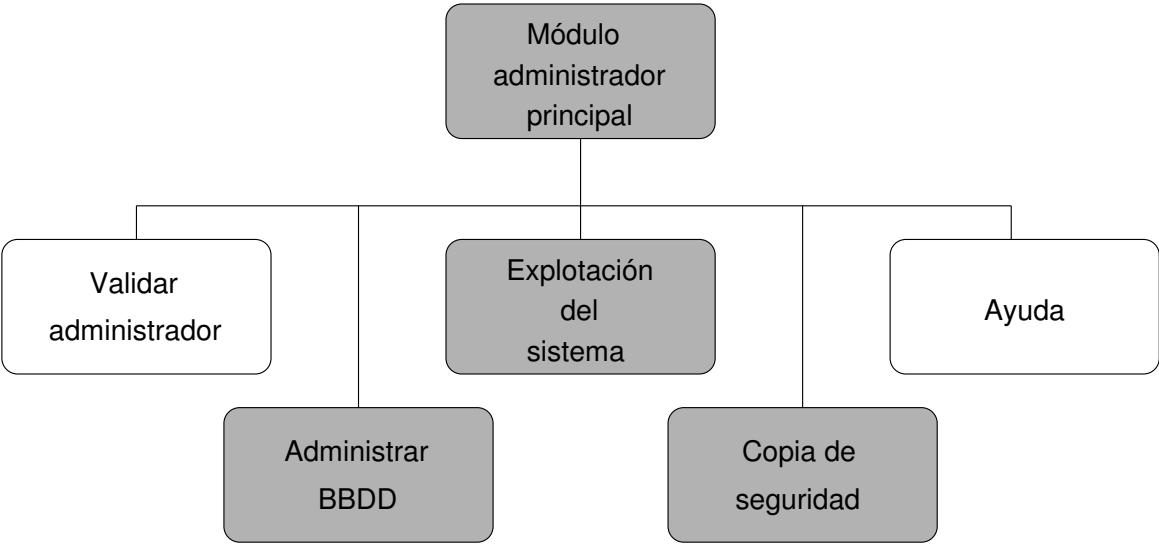 Módulo
administrador
principal
Validar
administrador
Explotación
del
sistema
Ayuda
Administrar
BBDD
Copia de
seguridad